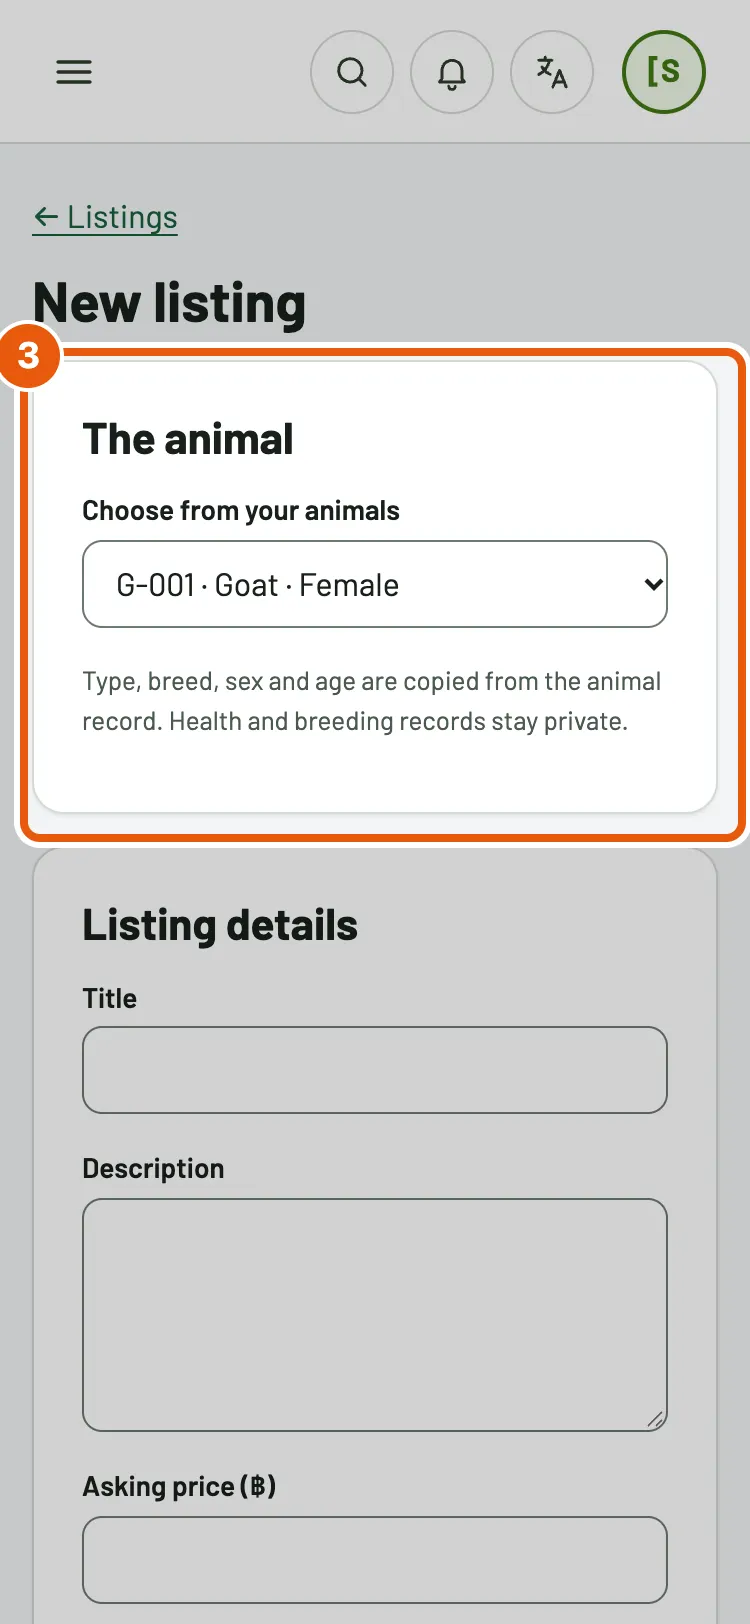 [S
← Listings
New listing
3
The animal
Choose from your animals
G-001 · Goat · Female
Type, breed, sex and age are copied from the animal
record. Health and breeding records stay private.
Listing details
Title
Description
Asking price (฿)